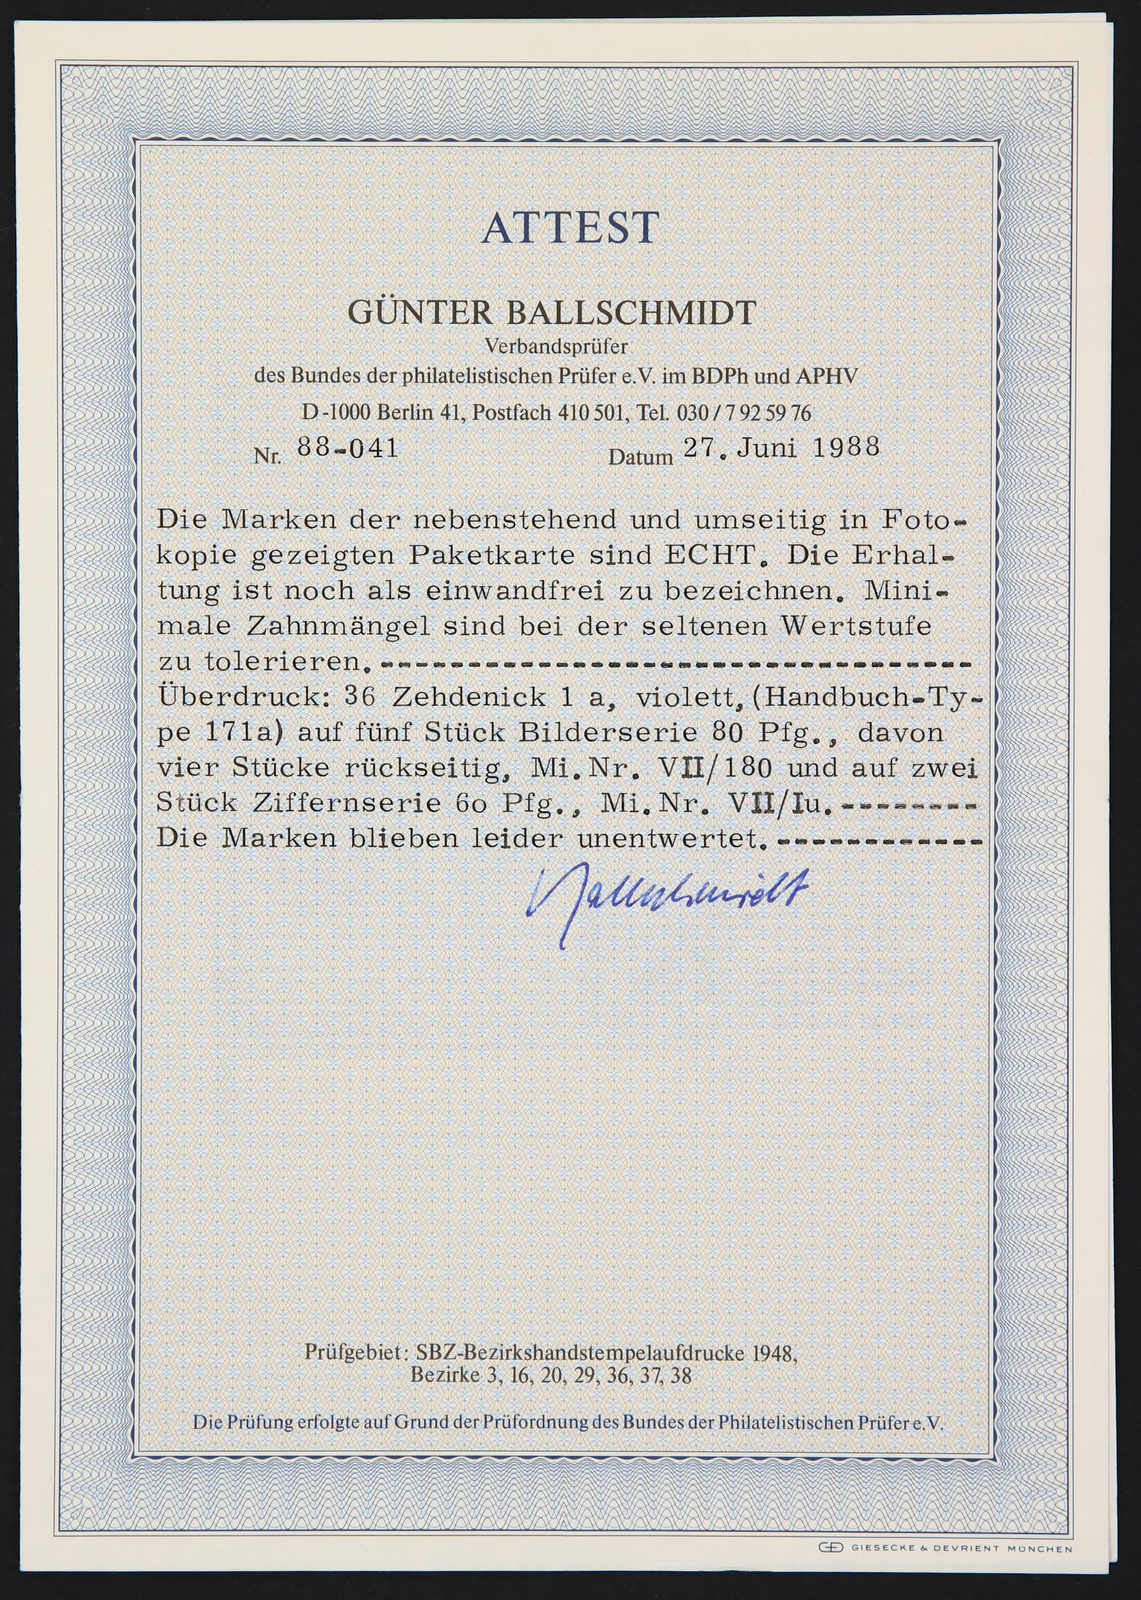 ATTEST
GÜNTER BALLSCHMIDT
Verbandsprüfer
des Bundes der philatelistischen Prüfer e.V. im BDPh und APHV
D-1000 Berlin 41, Postfach 410 501, Tel. 030/7 92 59 76
Nr. 88-041 Datum 27. Juni 1988
Die Marken der nebenstehend und umseitig in Foto-
kopie gezeigten Paketkarte sind ECHT. Die Erhal-
tung ist noch als einwandfrei zu bezeichnen. Mini-
male Zahnmängel sind bei der seltenen Wertstufe
zu tolerieren.----------------------------------
Überdruck: 36 Zehdenick 1 a, violett, (Handbuch-Ty-
pe 171a) auf fünf Stück Bilderserie 80 Pfg., davon
vier Stücke rückseitig, Mi.Nr. VII/180 und auf zwei
Stück Ziffernserie 6o Pfg., Mi.Nr. VII/Iu.--------
Die Marken blieben leider unentwertet.------------
Ballschmidt
Prüfgebiet: SBZ-Bezirkshandstempelaufdrucke 1948,
Bezirke 3, 16, 20, 29, 36, 37, 38
Die Prüfung erfolgte auf Grund der Prüfordnung des Bundes der Philatelistischen Prüfer e.V.
GIESECKE & DEVRIENT MÜNCHEN